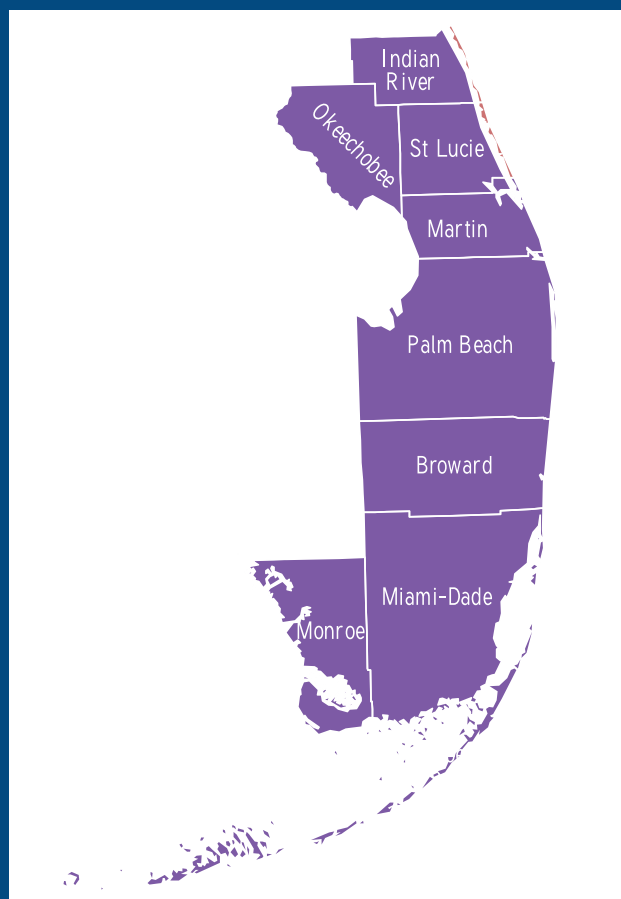 Indian
River
Okeechobee
St Lucie
Martin
Palm Beach
Broward
Miami-Dade
Monroe